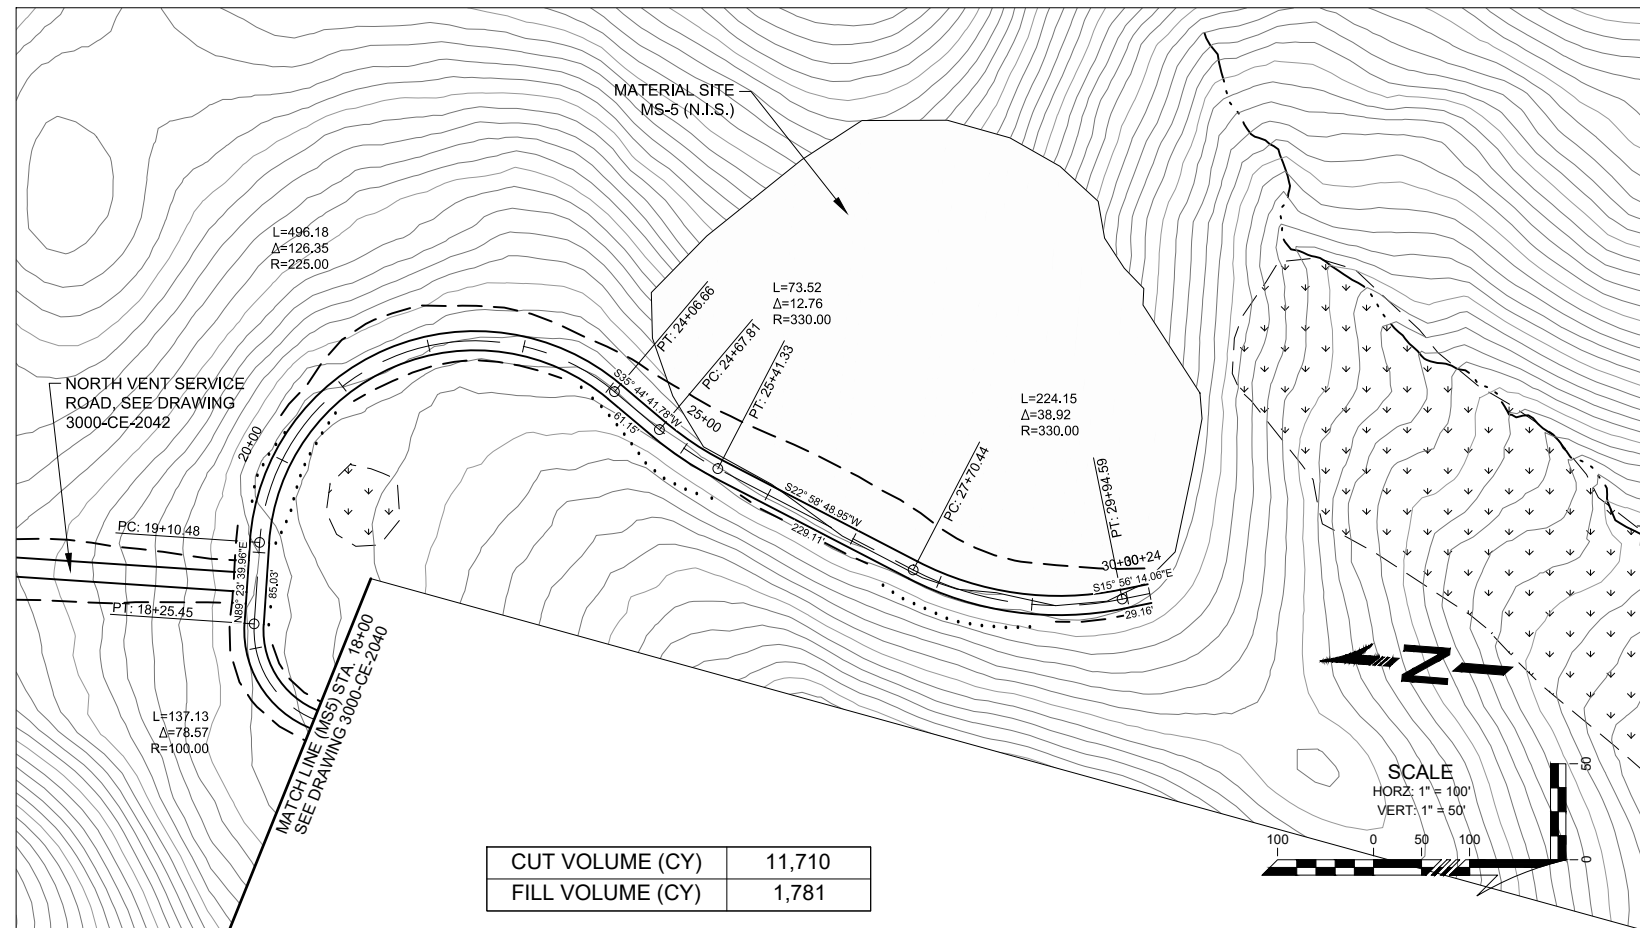 MATERIAL SITE
MS-5 (N.I.S.)
L=496.18
Δ=126.35
R=225.00
PT: 24+06.66
L=73.52
Δ=12.76
R=330.00
PC: 24+67.81
PT: 25+41.33
NORTH VENT SERVICE
ROAD, SEE DRAWING
3000-CE-2042
S35° 44' 41.78"W
61.15'
25+00
20+00
L=224.15
Δ=38.92
R=330.00
S22° 58' 48.95"W
229.11'
PC: 27+70.44
PT: 29+94.59
30+00+24
S15° 56' 14.06"E
29.16'
PC: 19+10.48
N89° 23' 39.96"E
85.03'
PT: 18+25.45
L=137.13
Δ=78.57
R=100.00
MATCH LINE (MS5) STA. 18+00
SEE DRAWING 3000-CE-2040
N
SCALE
HORZ: 1" = 100'
VERT: 1" = 50'
100 0 50 100
50
0
CUT VOLUME (CY) 11,710
FILL VOLUME (CY) 1,781